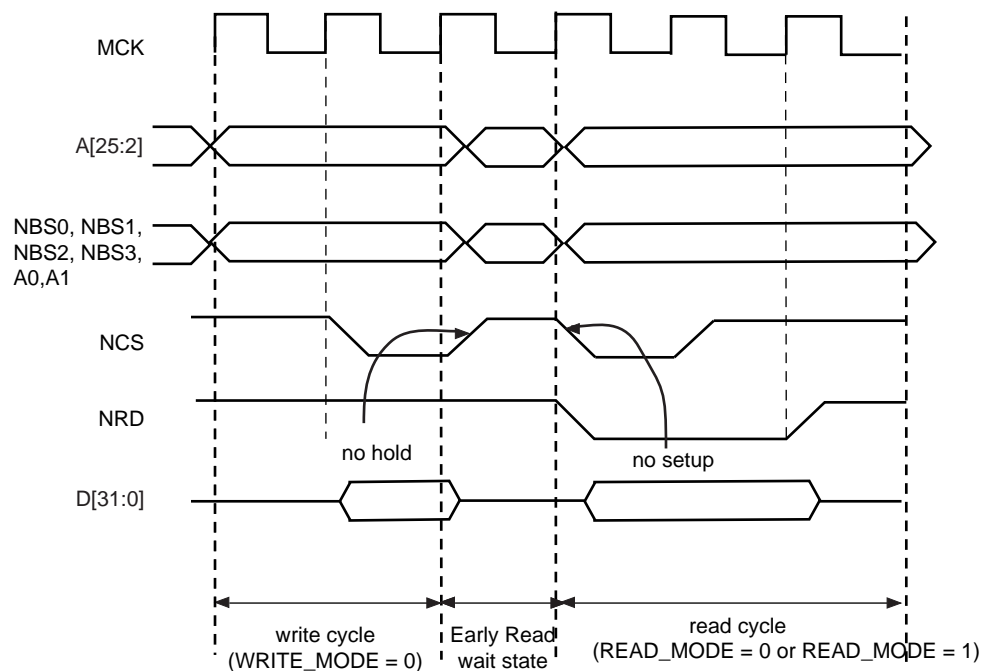 MCK
A[25:2]
NBS0, NBS1,
NBS2, NBS3,
A0,A1
NCS
NRD
no hold
no setup
D[31:0]
write cycle
(WRITE_MODE = 0)
Early Read
wait state
read cycle
(READ_MODE = 0 or READ_MODE = 1)